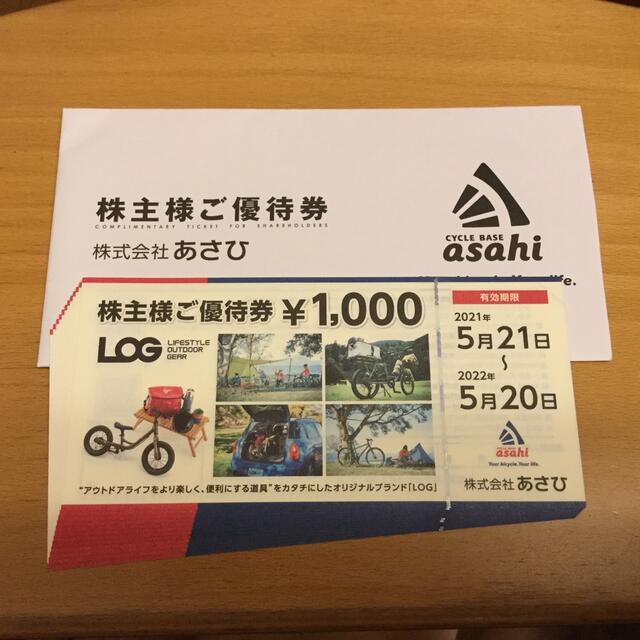 株主様ご優待券
COMPLIMENTARY TICKET FOR SHAREHOLDERS
株式会社 あさひ
CYCLE BASE
asahi
life.
株主様ご優待券 ¥1,000
LOG LIFESTYLE OUTDOOR GEAR
"アウトドアライフをより楽しく、便利にする道具"をカタチにしたオリジナルブランド「LOG」
有効期限
2021年
5月21日
～
2022年
5月20日
CYCLE BASE
asahi
Your bicycle. Your life.
株式会社 あさひ